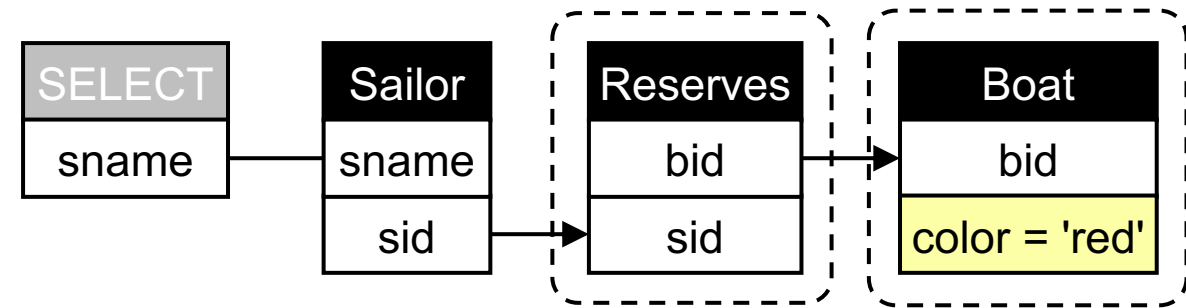 SELECT
sname
Sailor
sname
sid
Reserves
bid
sid
Boat
bid
color = 'red'